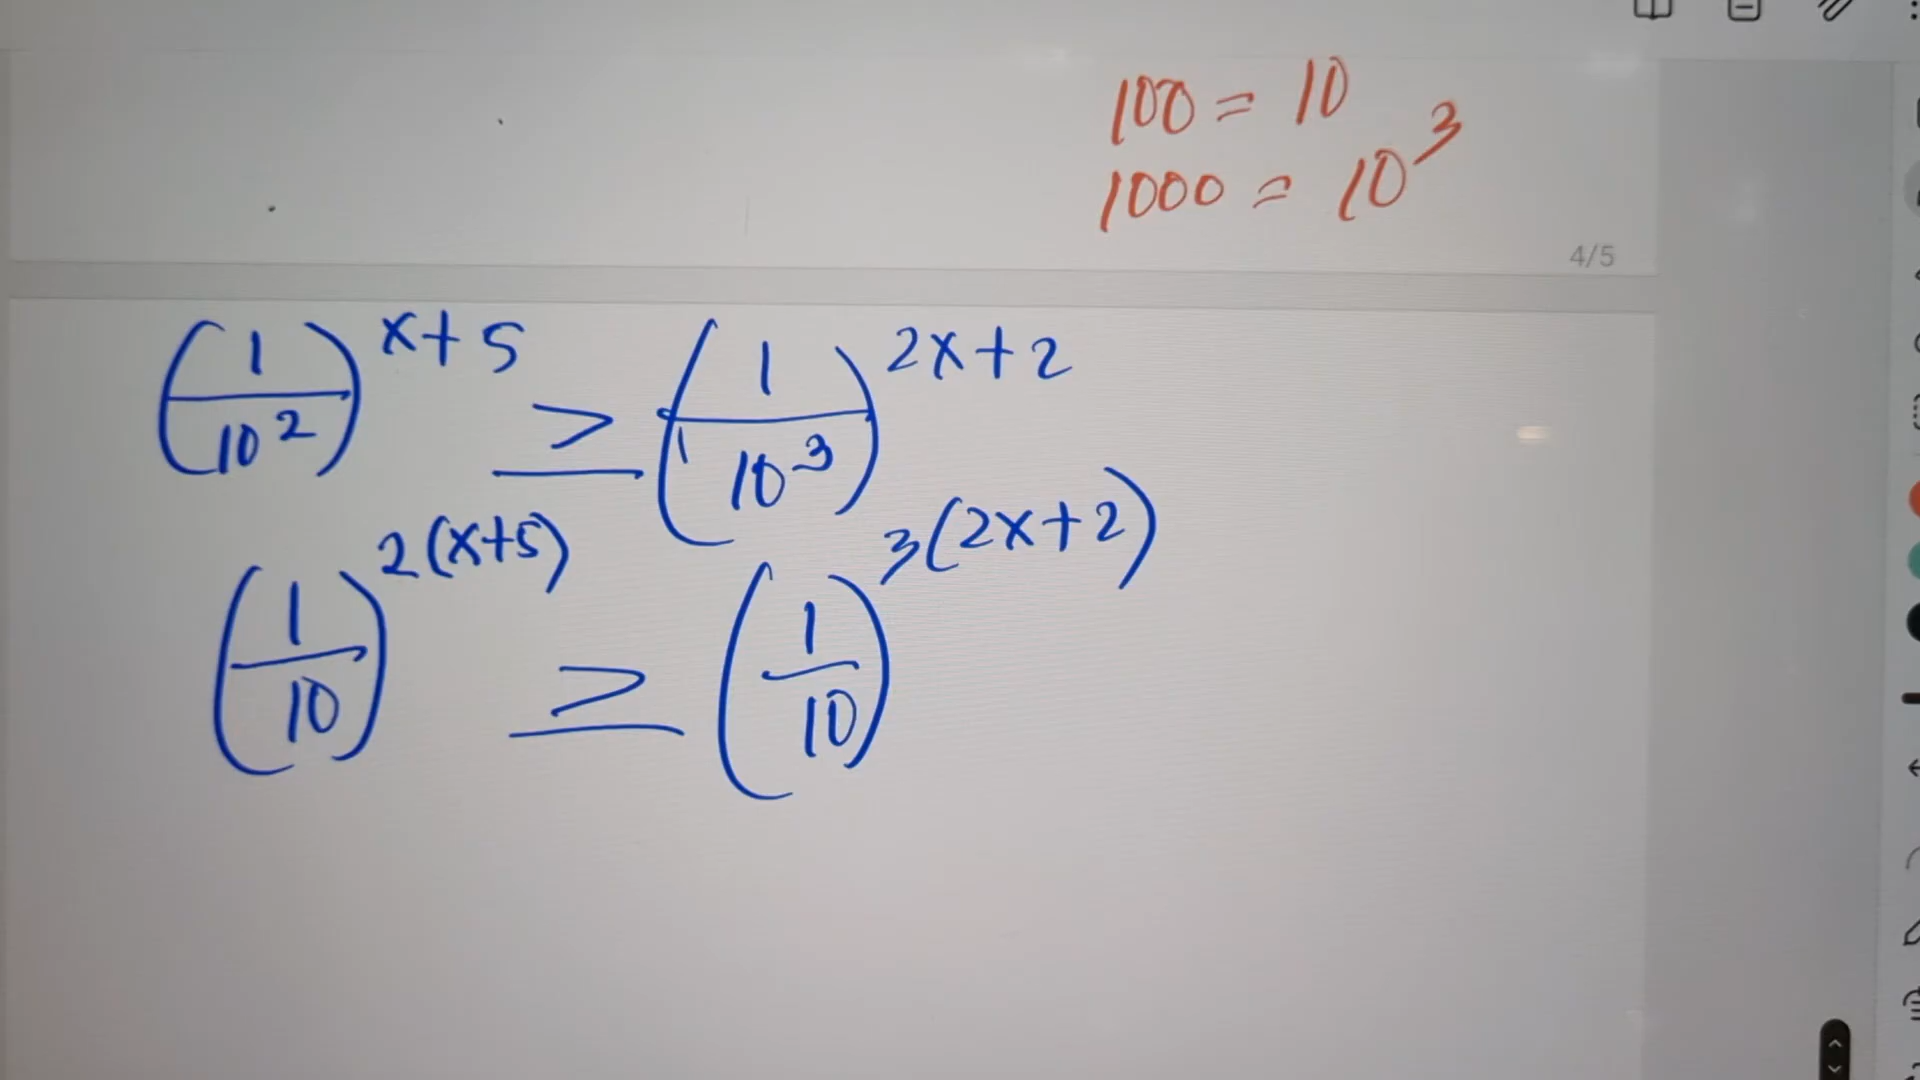 100 = 10
1000 = 10³
4/5
(1/10²)^(x+5) ≥ (1/10³)^(2x+2)
(1/10)^(2(x+5)) ≥ (1/10)^(3(2x+2))